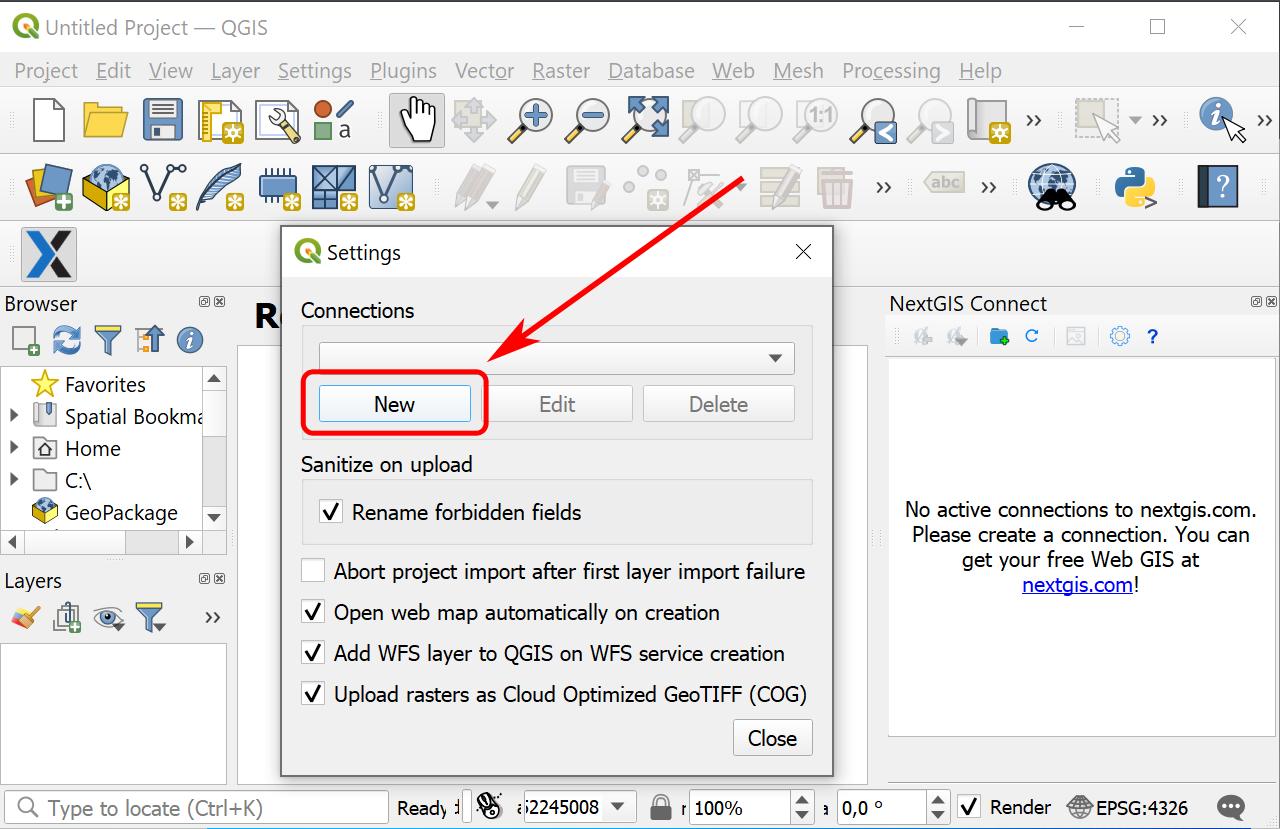 Untitled Project — QGIS
Project Edit View Layer Settings Plugins Vector Raster Database Web Mesh Processing Help
a
1:1
abc
Settings
Connections
New Edit Delete
Sanitize on upload
Rename forbidden fields
Abort project import after first layer import failure
Open web map automatically on creation
Add WFS layer to QGIS on WFS service creation
Upload rasters as Cloud Optimized GeoTIFF (COG)
Close
Browser
Favorites
Spatial Bookma
Home
C:\
GeoPackage
Layers
NextGIS Connect
No active connections to nextgis.com.
Please create a connection. You can
get your free Web GIS at
nextgis.com!
Type to locate (Ctrl+K) Ready 52245008 100% 0,0 ° Render EPSG:4326